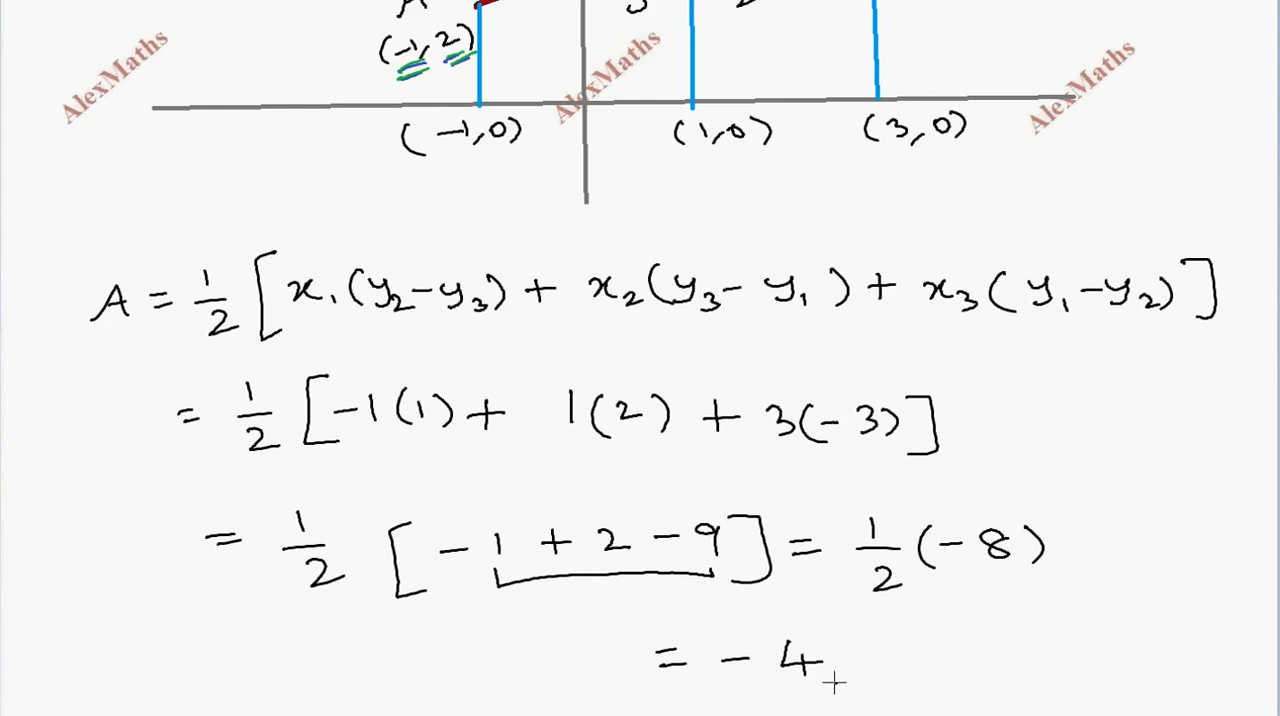 (-1, 2)
AlexMaths AlexMaths AlexMaths
(-1,0) (1,0) (3,0)
A = 1/2 [x₁(y₂-y₃) + x₂(y₃-y₁) + x₃(y₁-y₂)]
= 1/2 [-1(1) + 1(2) + 3(-3)]
= 1/2 [-1 + 2 - 9] = 1/2 (-8)
= -4